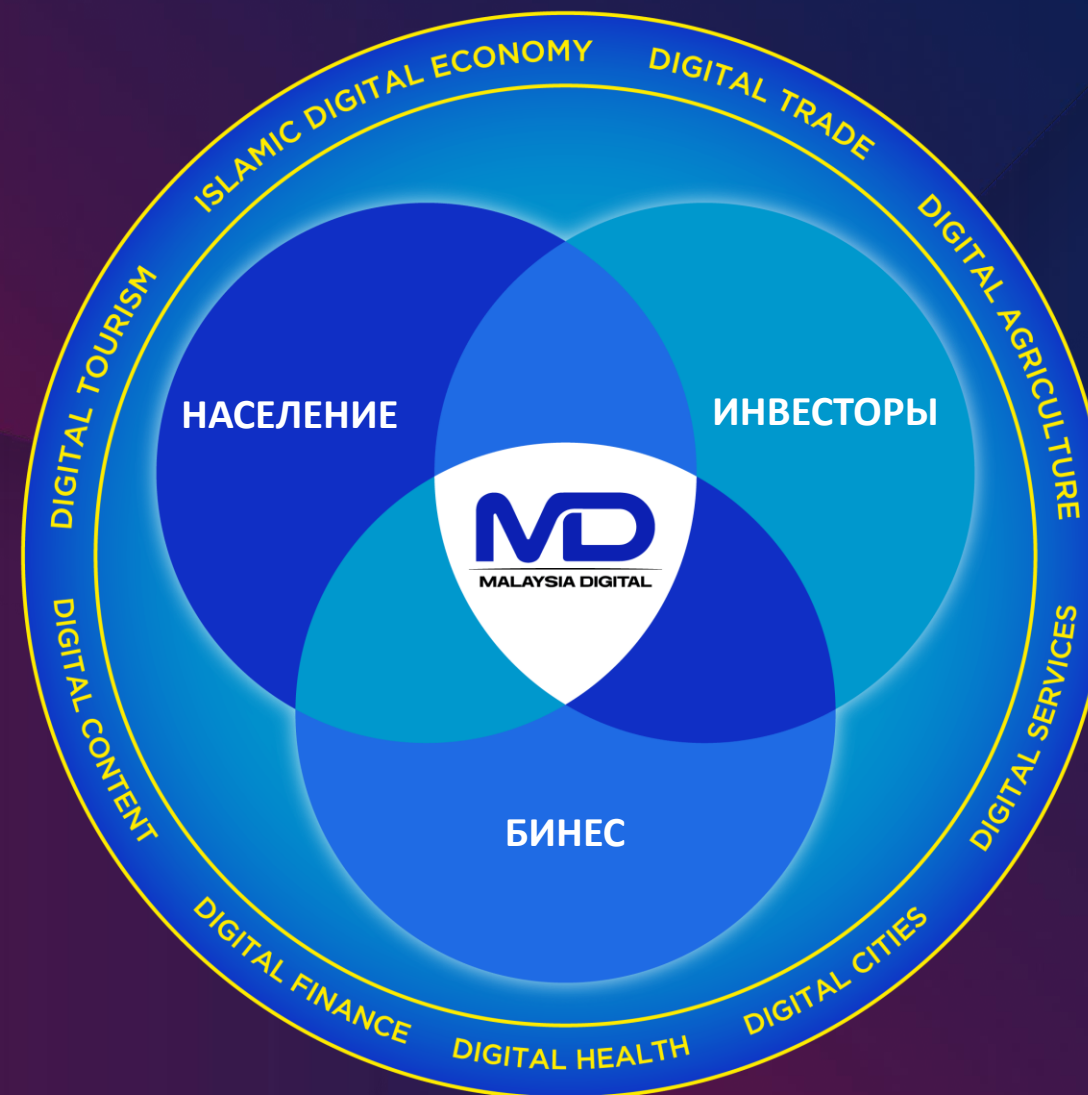 ISLAMIC DIGITAL ECONOMY
DIGITAL TRADE
DIGITAL AGRICULTURE
DIGITAL SERVICES
DIGITAL CITIES
DIGITAL HEALTH
DIGITAL FINANCE
DIGITAL CONTENT
DIGITAL TOURISM
НАСЕЛЕНИЕ
ИНВЕСТОРЫ
MD
MALAYSIA DIGITAL
БИНЕС